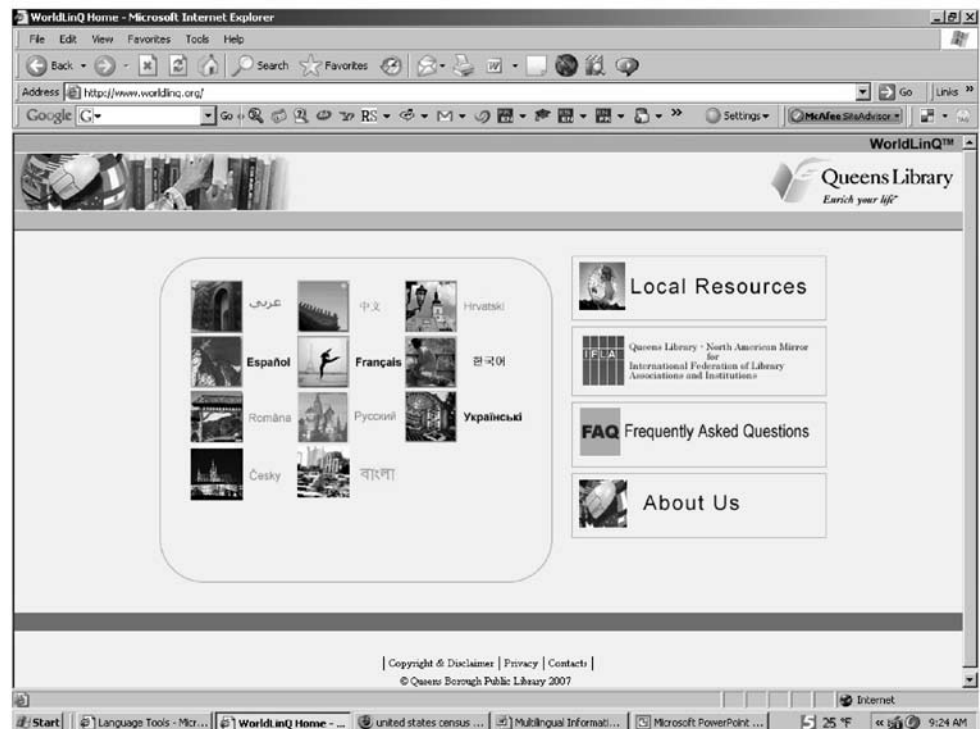 WorldLinQ Home - Microsoft Internet Explorer
File Edit View Favorites Tools Help
Back Search Favorites
Address http://www.worldlinq.org/ Go Links »
Google G Go RS » Settings McAfee SiteAdvisor
WorldLinQ™
Queens Library
Enrich your life
عربي 中文 Hrvatski
Español Français 한국어
Româna Русский Українські
Česky বাংলা
Local Resources
IFLA
Queens Library - North American Mirror
for
International Federation of Library
Associations and Institutions
FAQ Frequently Asked Questions
About Us
| Copyright & Disclaimer | Privacy | Contacts |
© Queens Borough Public Library 2007
Internet
Start Language Tools - Micr... WorldLinQ Home - ... united states census ... Multilingual Informati... Microsoft PowerPoint ... 25 °F « 9:24 AM